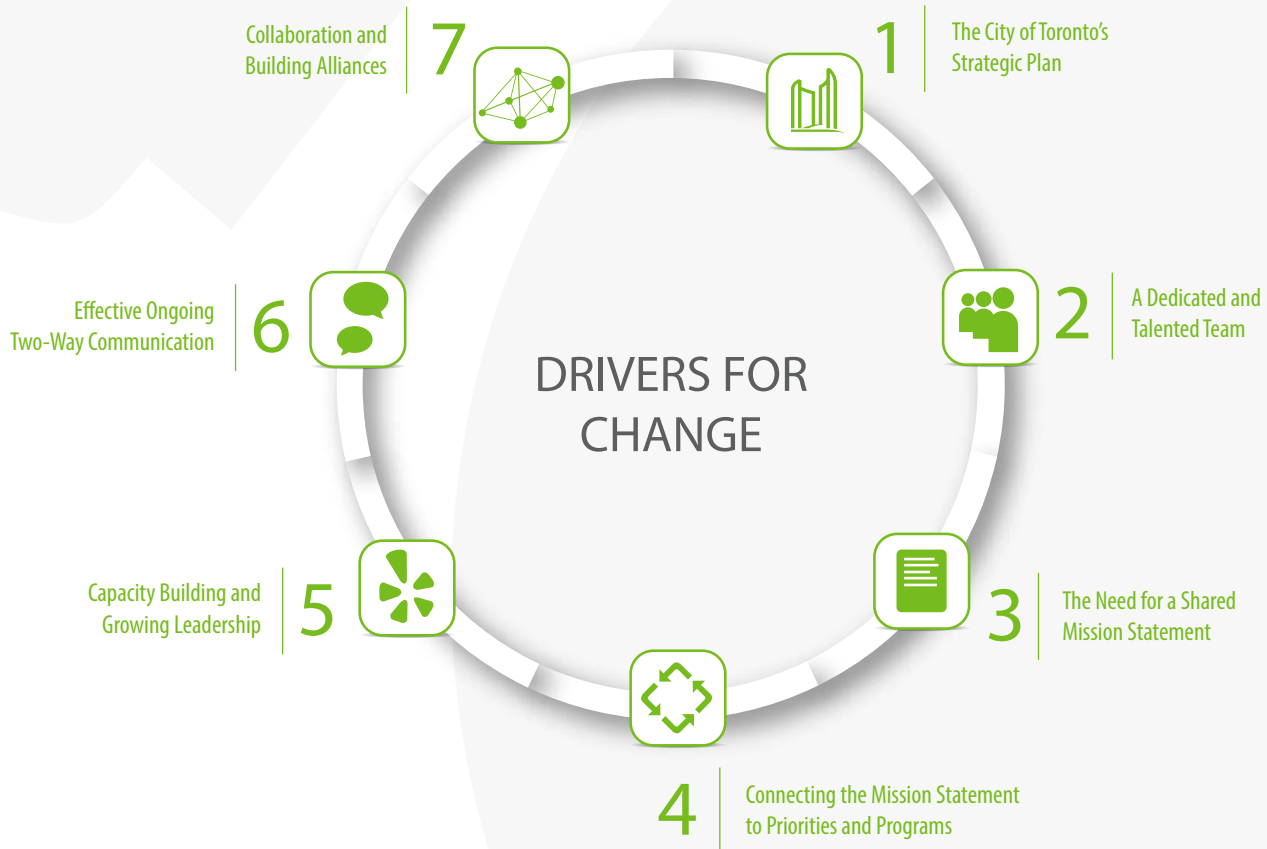 1
The City of Toronto's
Strategic Plan
2
A Dedicated and
Talented Team
3
The Need for a Shared
Mission Statement
4
Connecting the Mission Statement
to Priorities and Programs
5
Capacity Building and
Growing Leadership
6
Effective Ongoing
Two-Way Communication
7
Collaboration and
Building Alliances
DRIVERS FOR
CHANGE